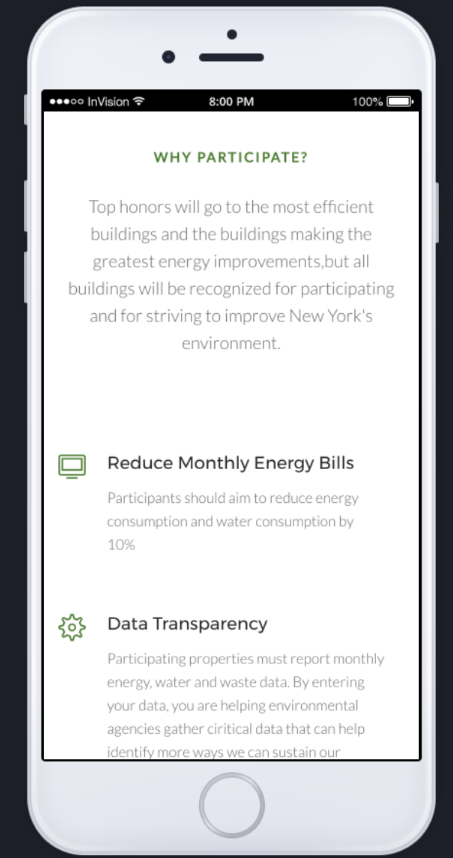 InVision 8:00 PM 100%
WHY PARTICIPATE?
Top honors will go to the most efficient
buildings and the buildings making the
greatest energy improvements,but all
buildings will be recognized for participating
and for striving to improve New York's
environment.
Reduce Monthly Energy Bills
Participants should aim to reduce energy
consumption and water consumption by
10%
Data Transparency
Participating properties must report monthly
energy, water and waste data. By entering
your data, you are helping environmental
agencies gather ciritical data that can help
identify more ways we can sustain our